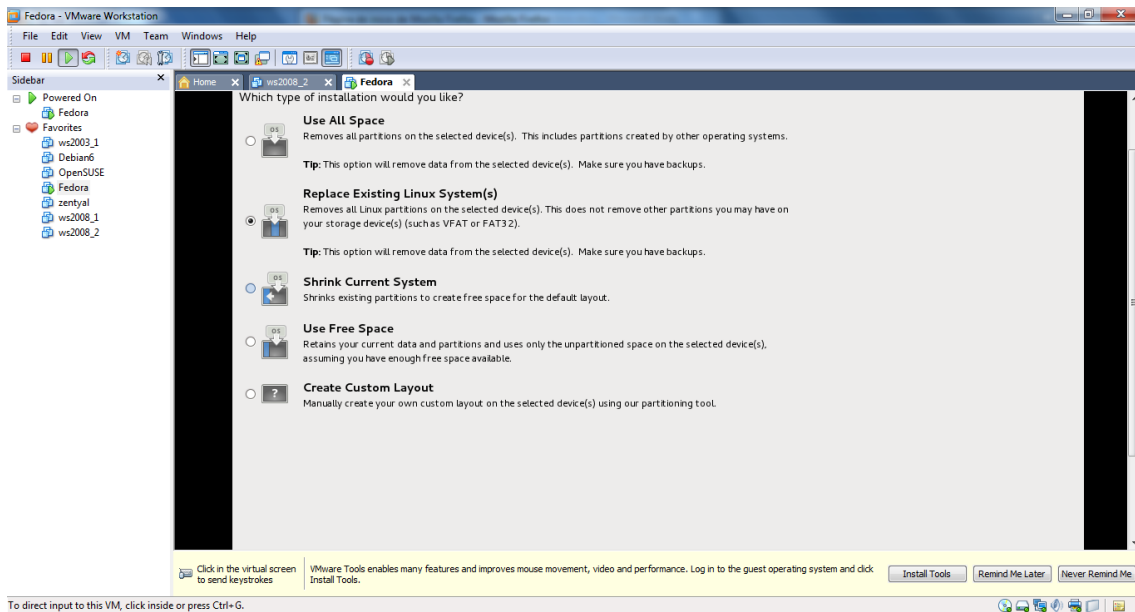 Fedora - VMware Workstation
File Edit View VM Team Windows Help
Sidebar
Home
ws2008_2
Fedora
Powered On
Fedora
Favorites
ws2003_1
Debian6
OpenSUSE
Fedora
zentyal
ws2008_1
ws2008_2
Which type of installation would you like?
OS
Use All Space
Removes all partitions on the selected device(s). This includes partitions created by other operating systems.
Tip: This option will remove data from the selected device(s). Make sure you have backups.
OS
Replace Existing Linux System(s)
Removes all Linux partitions on the selected device(s). This does not remove other partitions you may have on
your storage device(s) (such as VFAT or FAT32).
Tip: This option will remove data from the selected device(s). Make sure you have backups.
OS
Shrink Current System
Shrinks existing partitions to create free space for the default layout.
OS
Use Free Space
Retains your current data and partitions and uses only the unpartitioned space on the selected device(s),
assuming you have enough free space available.
?
Create Custom Layout
Manually create your own custom layout on the selected device(s) using our partitioning tool.
Click in the virtual screen
to send keystrokes
VMware Tools enables many features and improves mouse movement, video and performance. Log in to the guest operating system and click
Install Tools.
Install Tools
Remind Me Later
Never Remind Me
To direct input to this VM, click inside or press Ctrl+G.